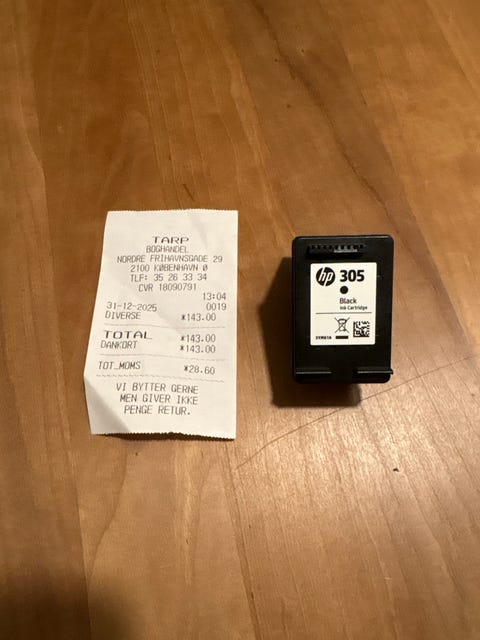 TARP
BOGHANDEL
NORDRE FRIHAVNSGADE 29
2100 KØBENHAVN Ø
TLF: 35 26 33 34
CVR 18090791
13:04
31-12-2025 0019
DIVERSE *143.00
TOTAL *143.00
DANKORT *143.00
TOT_MOMS *28.60
VI BYTTER GERNE
MEN GIVER IKKE
PENGE RETUR.
hp 305
Black
Ink Cartridge
3YM61A